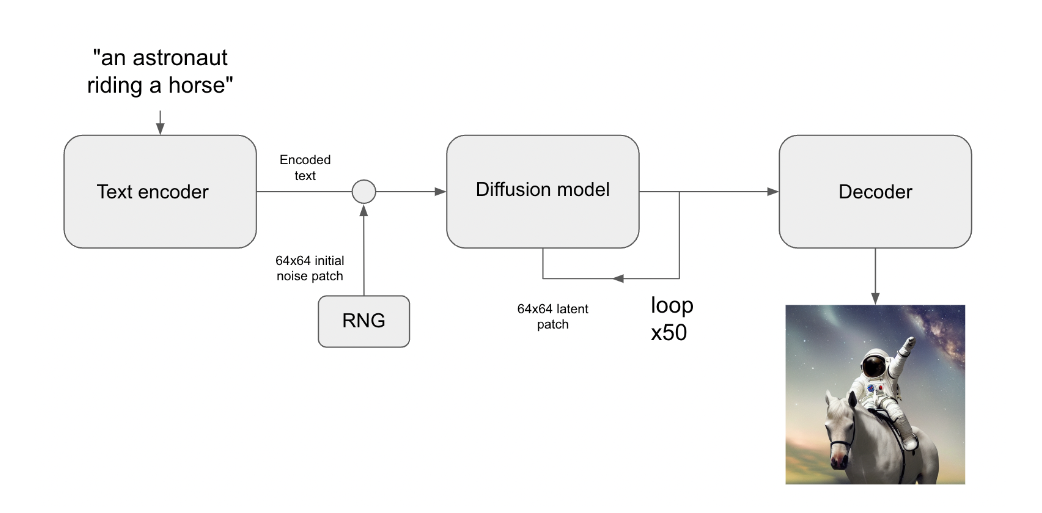 "an astronaut
riding a horse"
Text encoder
Encoded
text
64x64 initial
noise patch
RNG
Diffusion model
64x64 latent
patch
loop
x50
Decoder